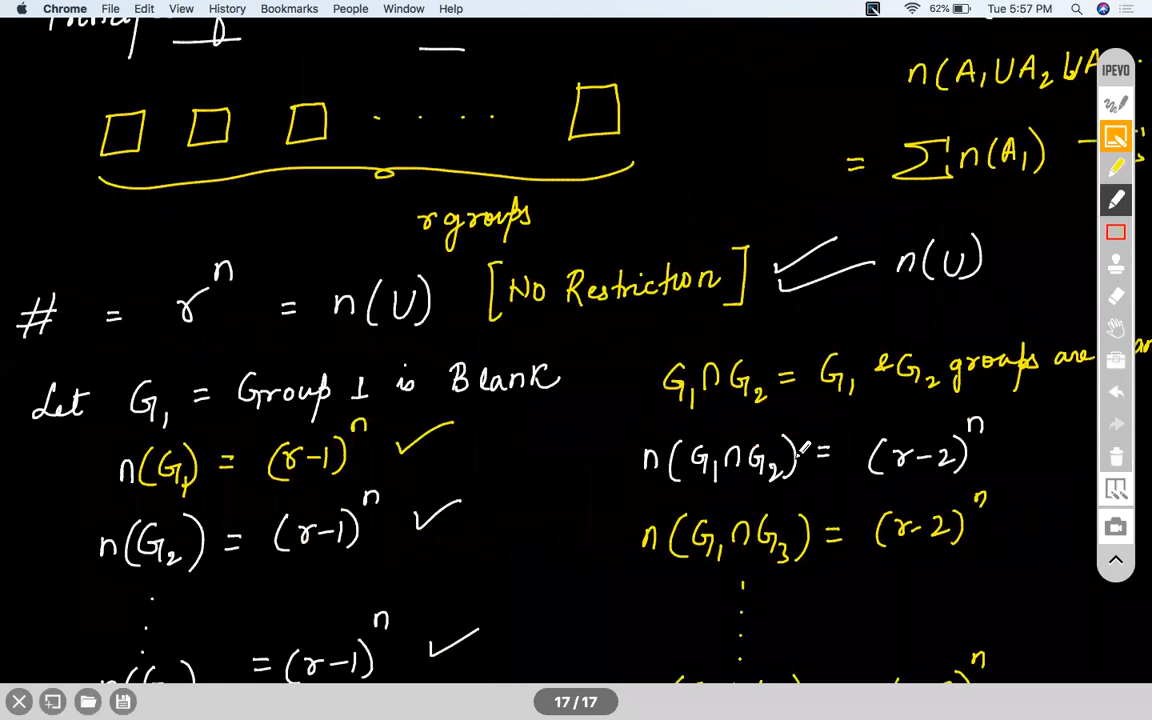 Chrome File Edit View History Bookmarks People Window Help 62% Tue 5:57 PM
IPEVO
n(A₁∪A₂∪A
= ∑n(A₁) −
r groups
# = rⁿ = n(U) [No Restriction] n(U)
Let G₁ = Group 1 is Blank
G₁∩G₂ = G₁ & G₂ groups are
n(G₁) = (r-1)ⁿ
n(G₁∩G₂) = (r-2)ⁿ
n(G₂) = (r-1)ⁿ
n(G₁∩G₃) = (r-2)ⁿ
= (r-1)ⁿ
n
17/17